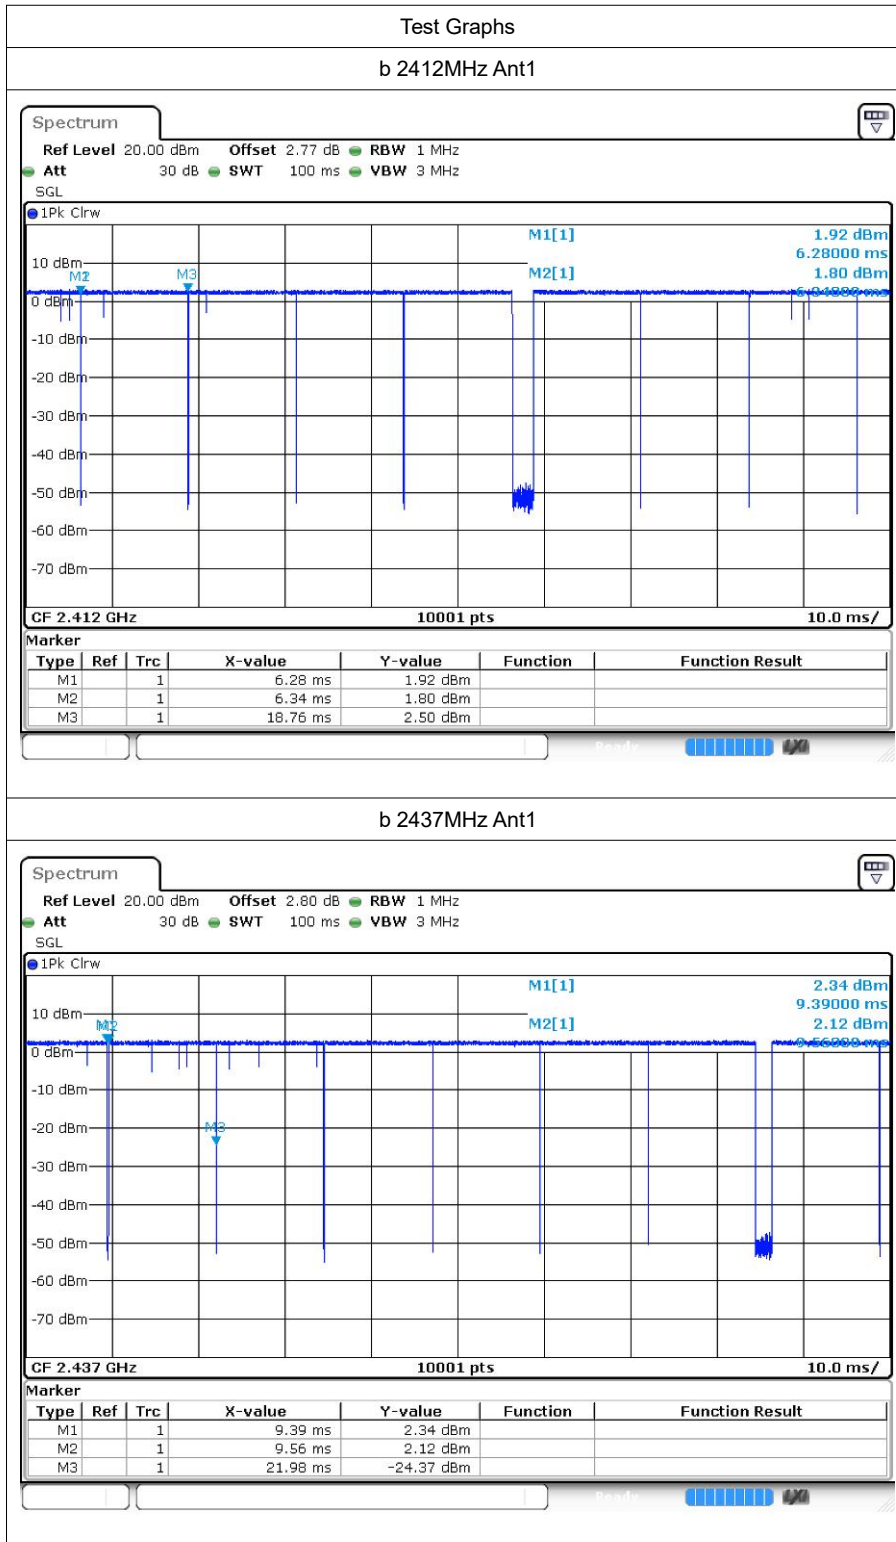 Test Graphs
b 2412MHz Ant1
Spectrum
Ref Level 20.00 dBm Offset 2.77 dB RBW 1 MHz
Att 30 dB SWT 100 ms VBW 3 MHz
SGL
1Pk Clrw
M1[1] 1.92 dBm
6.28000 ms
M2[1] 1.80 dBm
10 dBm
M2
M3
0 dBm
-10 dBm
-20 dBm
-30 dBm
-40 dBm
-50 dBm
-60 dBm
-70 dBm
CF 2.412 GHz 10001 pts 10.0 ms/
Marker
Type Ref Trc X-value Y-value Function Function Result
M1 1 6.28 ms 1.92 dBm
M2 1 6.34 ms 1.80 dBm
M3 1 18.76 ms 2.50 dBm
Ready
b 2437MHz Ant1
Spectrum
Ref Level 20.00 dBm Offset 2.80 dB RBW 1 MHz
Att 30 dB SWT 100 ms VBW 3 MHz
SGL
1Pk Clrw
M1[1] 2.34 dBm
9.39000 ms
M2[1] 2.12 dBm
10 dBm
M2
0 dBm
-10 dBm
-20 dBm
M3
-30 dBm
-40 dBm
-50 dBm
-60 dBm
-70 dBm
CF 2.437 GHz 10001 pts 10.0 ms/
Marker
Type Ref Trc X-value Y-value Function Function Result
M1 1 9.39 ms 2.34 dBm
M2 1 9.56 ms 2.12 dBm
M3 1 21.98 ms -24.37 dBm
Ready